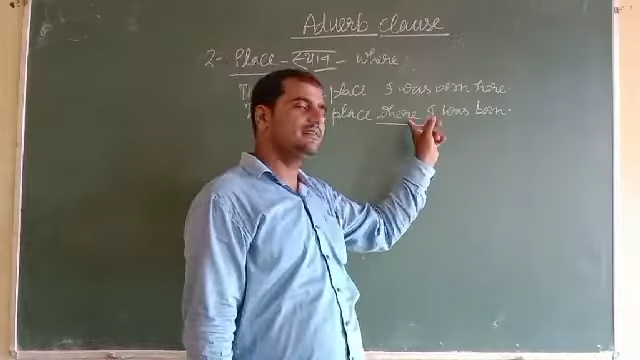 Adverb clause
2- Place - स्थान - where :
place I was born here.
place where I was born.